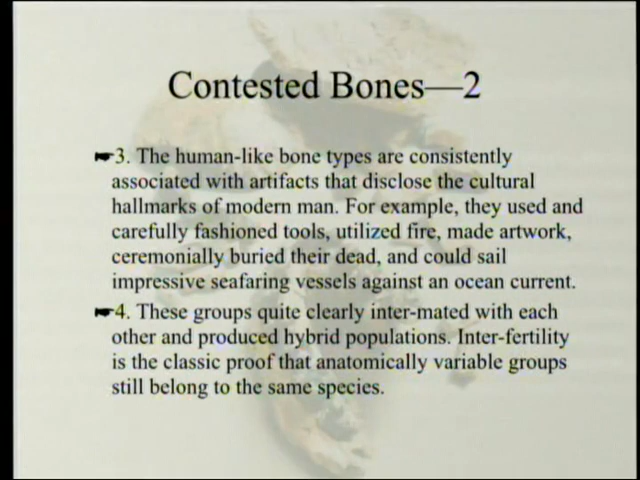 Contested Bones—2
☛3. The human-like bone types are consistently
associated with artifacts that disclose the cultural
hallmarks of modern man. For example, they used and
carefully fashioned tools, utilized fire, made artwork,
ceremonially buried their dead, and could sail
impressive seafaring vessels against an ocean current.
☛4. These groups quite clearly inter-mated with each
other and produced hybrid populations. Inter-fertility
is the classic proof that anatomically variable groups
still belong to the same species.